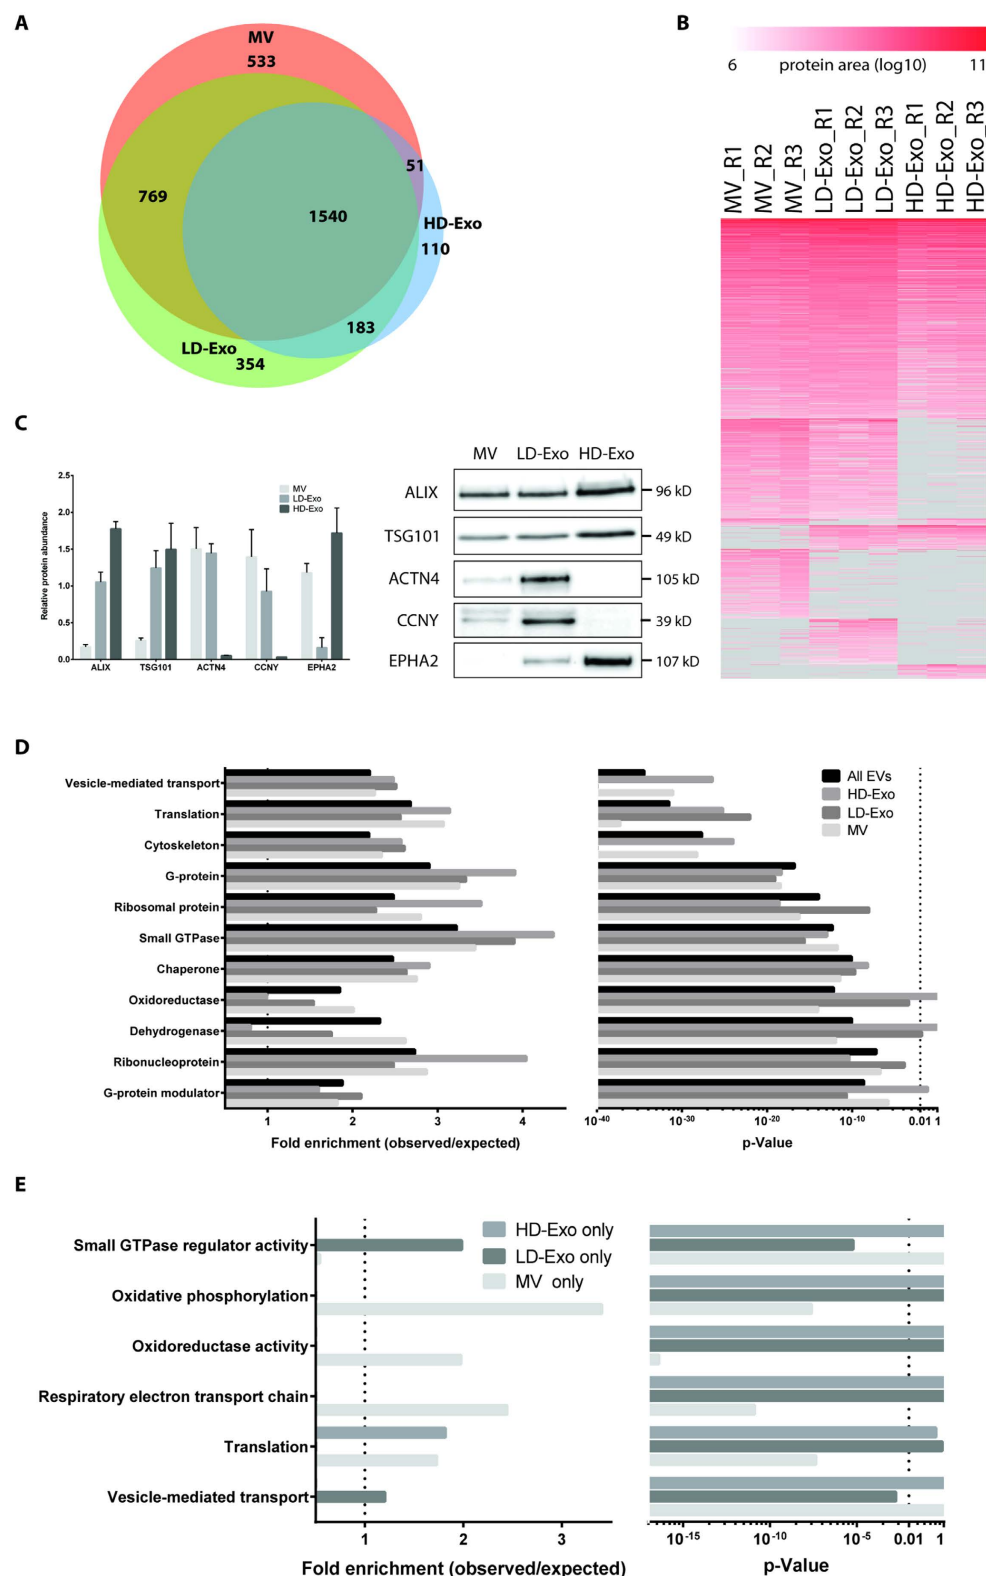 A
MV
533
51
769
1540
HD-Exo
110
183
LD-Exo
354
B
6 protein area (log10) 11
MV_R1
MV_R2
MV_R3
LD-Exo_R1
LD-Exo_R2
LD-Exo_R3
HD-Exo_R1
HD-Exo_R2
HD-Exo_R3
C
Relative protein abundance
2.5
2.0
1.5
1.0
0.5
0.0
MV
LD-Exo
HD-Exo
ALIX TSG101 ACTN4 CCNY EPHA2
MV LD-Exo HD-Exo
ALIX 96 kD
TSG101 49 kD
ACTN4 105 kD
CCNY 39 kD
EPHA2 107 kD
D
Vesicle-mediated transport
Translation
Cytoskeleton
G-protein
Ribosomal protein
Small GTPase
Chaperone
Oxidoreductase
Dehydrogenase
Ribonucleoprotein
G-protein modulator
1 2 3 4
Fold enrichment (observed/expected)
All EVs
HD-Exo
LD-Exo
MV
10-40 10-30 10-20 10-10 0.01 1
p-Value
E
HD-Exo only
LD-Exo only
MV only
Small GTPase regulator activity
Oxidative phosphorylation
Oxidoreductase activity
Respiratory electron transport chain
Translation
Vesicle-mediated transport
1 2 3
Fold enrichment (observed/expected)
10-15 10-10 10-5 0.01 1
p-Value